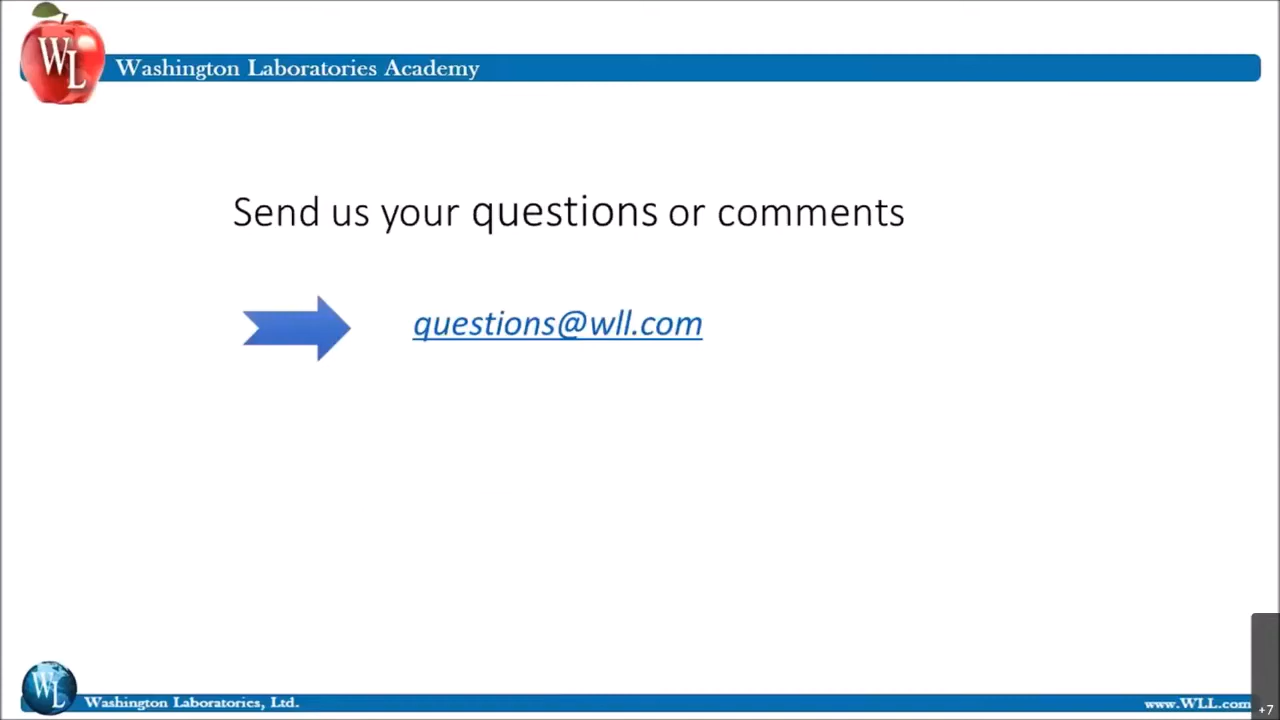 WL
Washington Laboratories Academy
Send us your questions or comments
questions@wll.com
WL
Washington Laboratories, Ltd.
www.WLL.com
+7